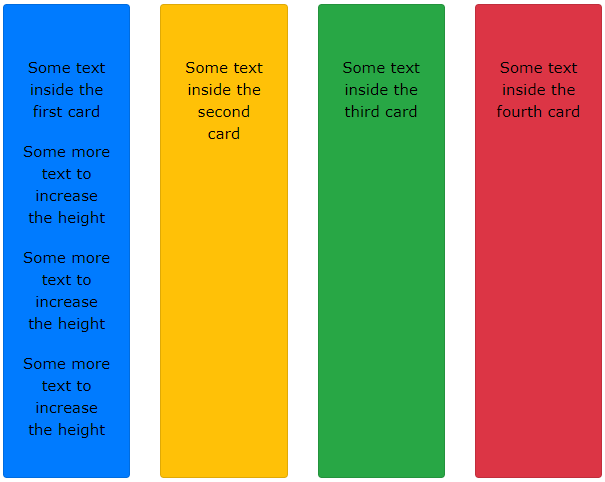 Some text
inside the
first card
Some more
text to
increase
the height
Some more
text to
increase
the height
Some more
text to
increase
the height
Some text
inside the
second
card
Some text
inside the
third card
Some text
inside the
fourth card